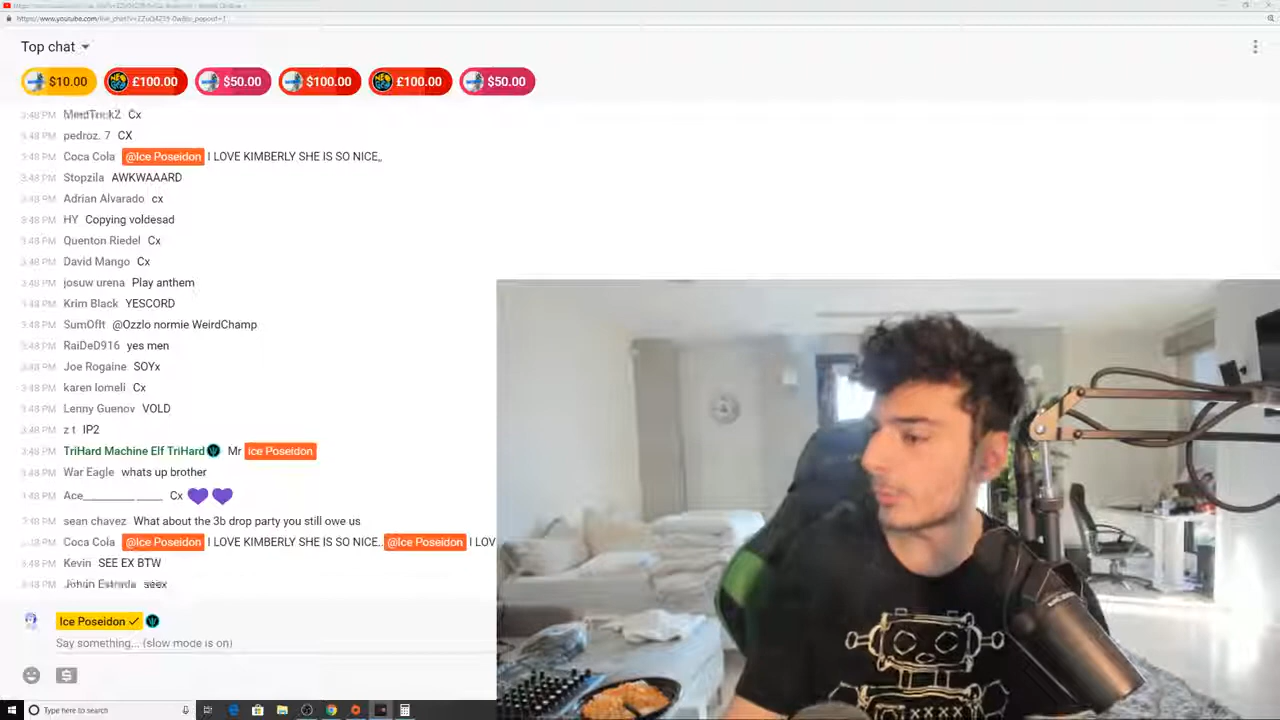 Top chat
$10.00 £100.00 $50.00 $100.00 £100.00 $50.00
3:48 PM Cx
3:48 PM pedroz. 7 CX
3:48 PM Coca Cola @Ice Poseidon I LOVE KIMBERLY SHE IS SO NICE,,
3:48 PM Stopzila AWKWAAARD
3:48 PM Adrian Alvarado cx
3:48 PM HY Copying voldesad
3:48 PM Quenton Riedel Cx
3:48 PM David Mango Cx
3:48 PM josuw urena Play anthem
3:48 PM Krim Black YESCORD
3:48 PM SumOfIt @Ozzlo normie WeirdChamp
3:48 PM RaiDeD916 yes men
3:48 PM Joe Rogaine SOYx
3:48 PM karen lomeli Cx
3:48 PM Lenny Guenov VOLD
3:48 PM z t IP2
3:48 PM TriHard Machine Elf TriHard Mr Ice Poseidon
3:48 PM War Eagle whats up brother
3:48 PM Ace__________ _____ Cx
3:48 PM sean chavez What about the 3b drop party you still owe us
3:48 PM Coca Cola @Ice Poseidon I LOVE KIMBERLY SHE IS SO NICE..@Ice Poseidon I LOV
3:48 PM Kevin SEE EX BTW
3:48 PM Johan Estrada seex
Ice Poseidon
Say something... (slow mode is on)
Type here to search